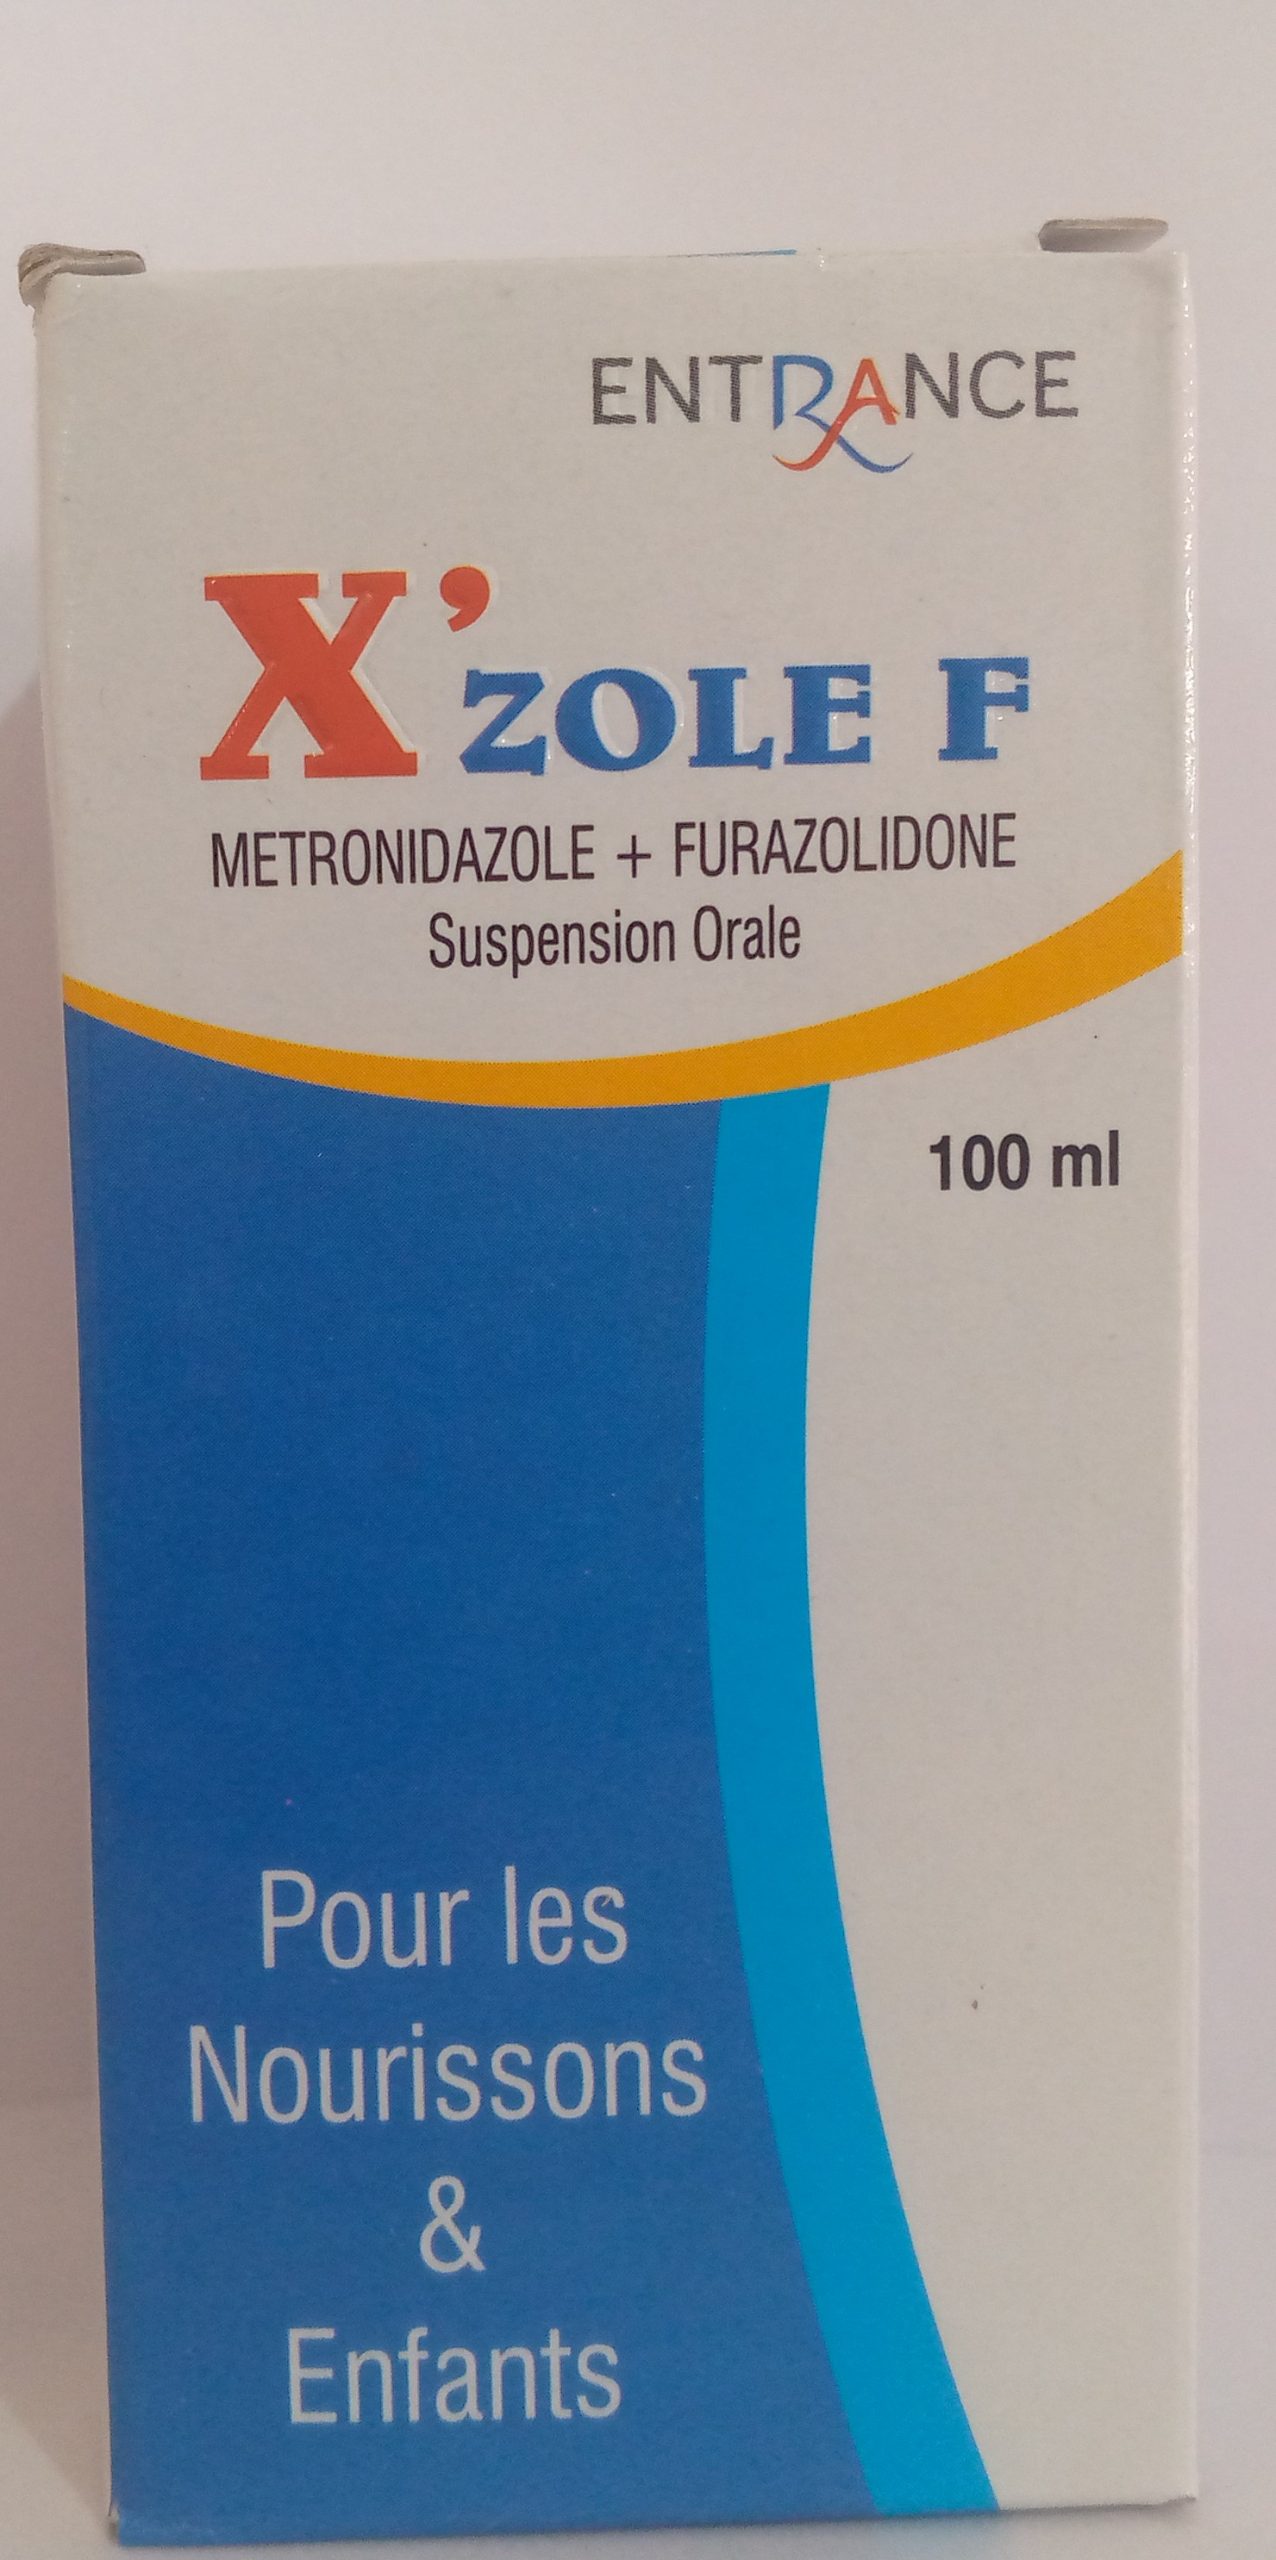 ENTRANCE
X'ZOLE F
METRONIDAZOLE + FURAZOLIDONE
Suspension Orale
100 ml
Pour les
Nourissons
&
Enfants